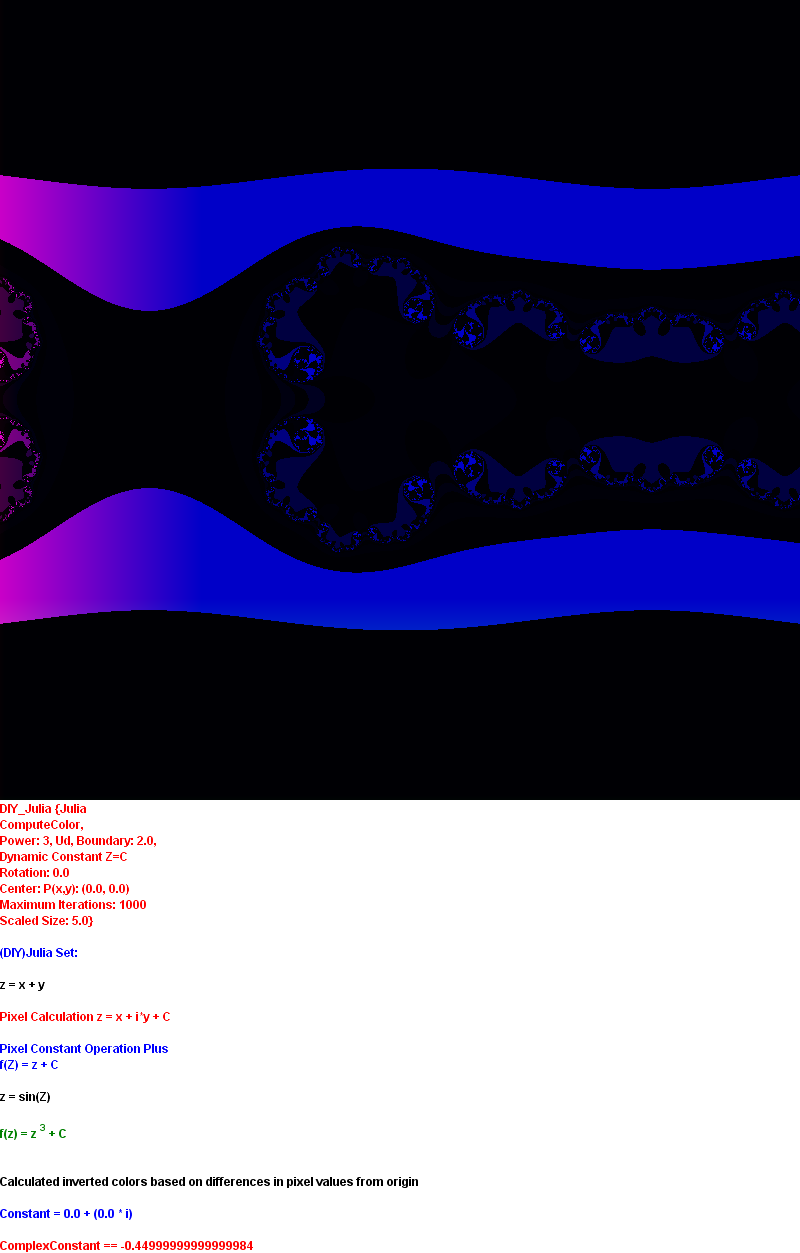 DIY_Julia {Julia
ComputeColor,
Power: 3, Ud, Boundary: 2.0,
Dynamic Constant Z=C
Rotation: 0.0
Center: P(x,y): (0.0, 0.0)
Maximum Iterations: 1000
Scaled Size: 5.0}
(DIY)Julia Set:
z = x + y
Pixel Calculation z = x + i*y + C
Pixel Constant Operation Plus
f(Z) = z + C
z = sin(Z)
f(z) = z ³ + C
Calculated inverted colors based on differences in pixel values from origin
Constant = 0.0 + (0.0 * i)
ComplexConstant == -0.44999999999999984